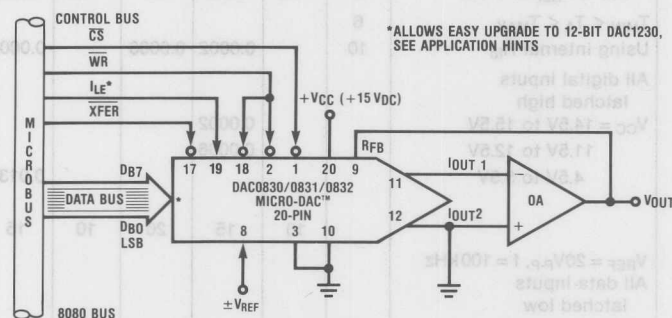 CONTROL BUS
*ALLOWS EASY UPGRADE TO 12-BIT DAC1230,
SEE APPLICATION HINTS
CS
WR
ILE*
XFER
+VCC (+15 VDC)
MICROBUS
17 19 18 2 1 20 9
RFB
DB7
DATA BUS
DB0
LSB
*
DAC0830/0831/0832
MICRO-DAC™
20-PIN
11
12
8 3 10
IOUT 1
IOUT2
−
+
OA
VOUT
±VREF
8080 BUS